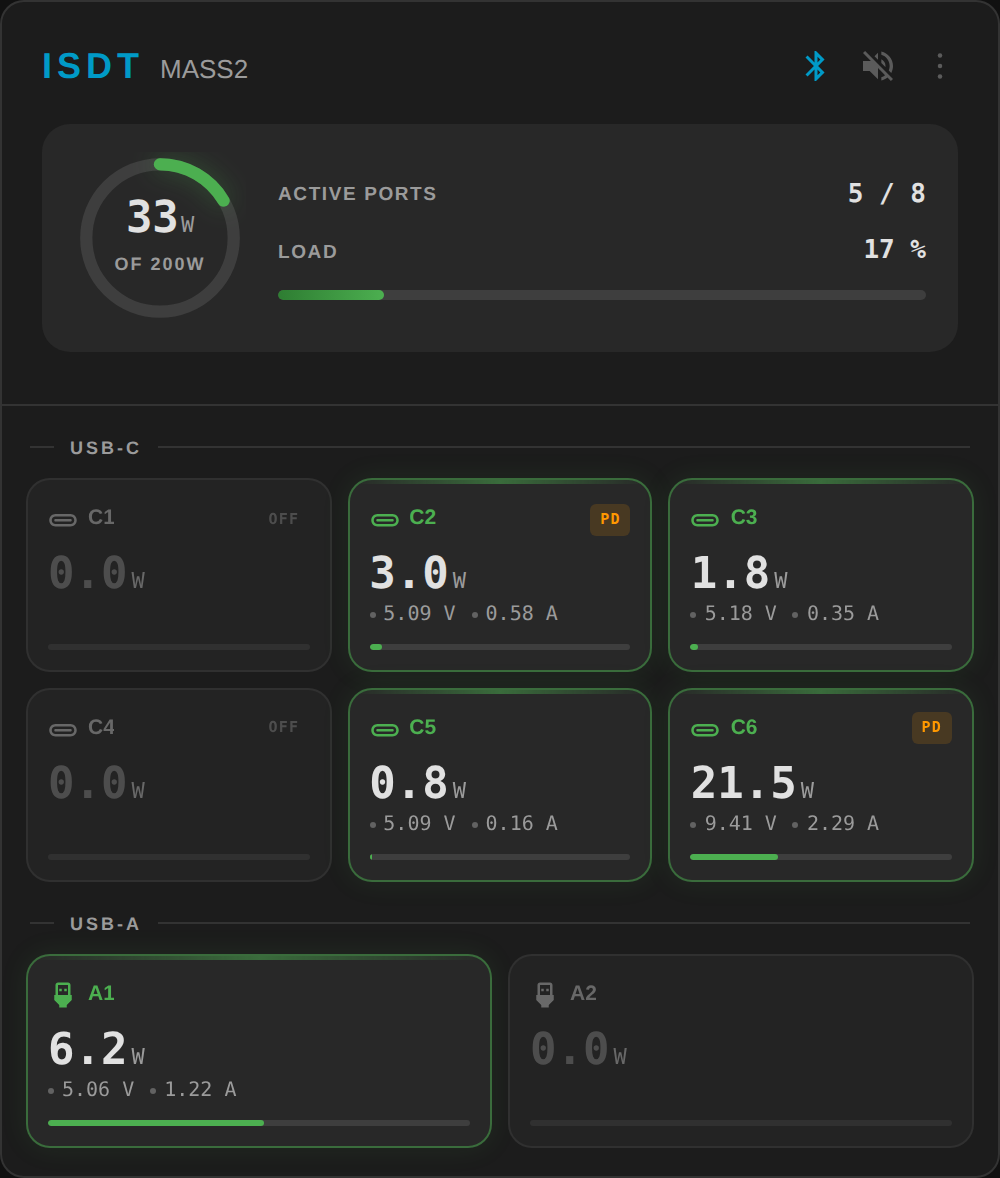 ISDT MASS2
33W
OF 200W
ACTIVE PORTS 5 / 8
LOAD 17 %
USB-C
C1 OFF
0.0W
C2 PD
3.0W
5.09 V 0.58 A
C3
1.8W
5.18 V 0.35 A
C4 OFF
0.0W
C5
0.8W
5.09 V 0.16 A
C6 PD
21.5W
9.41 V 2.29 A
USB-A
A1
6.2W
5.06 V 1.22 A
A2
0.0W